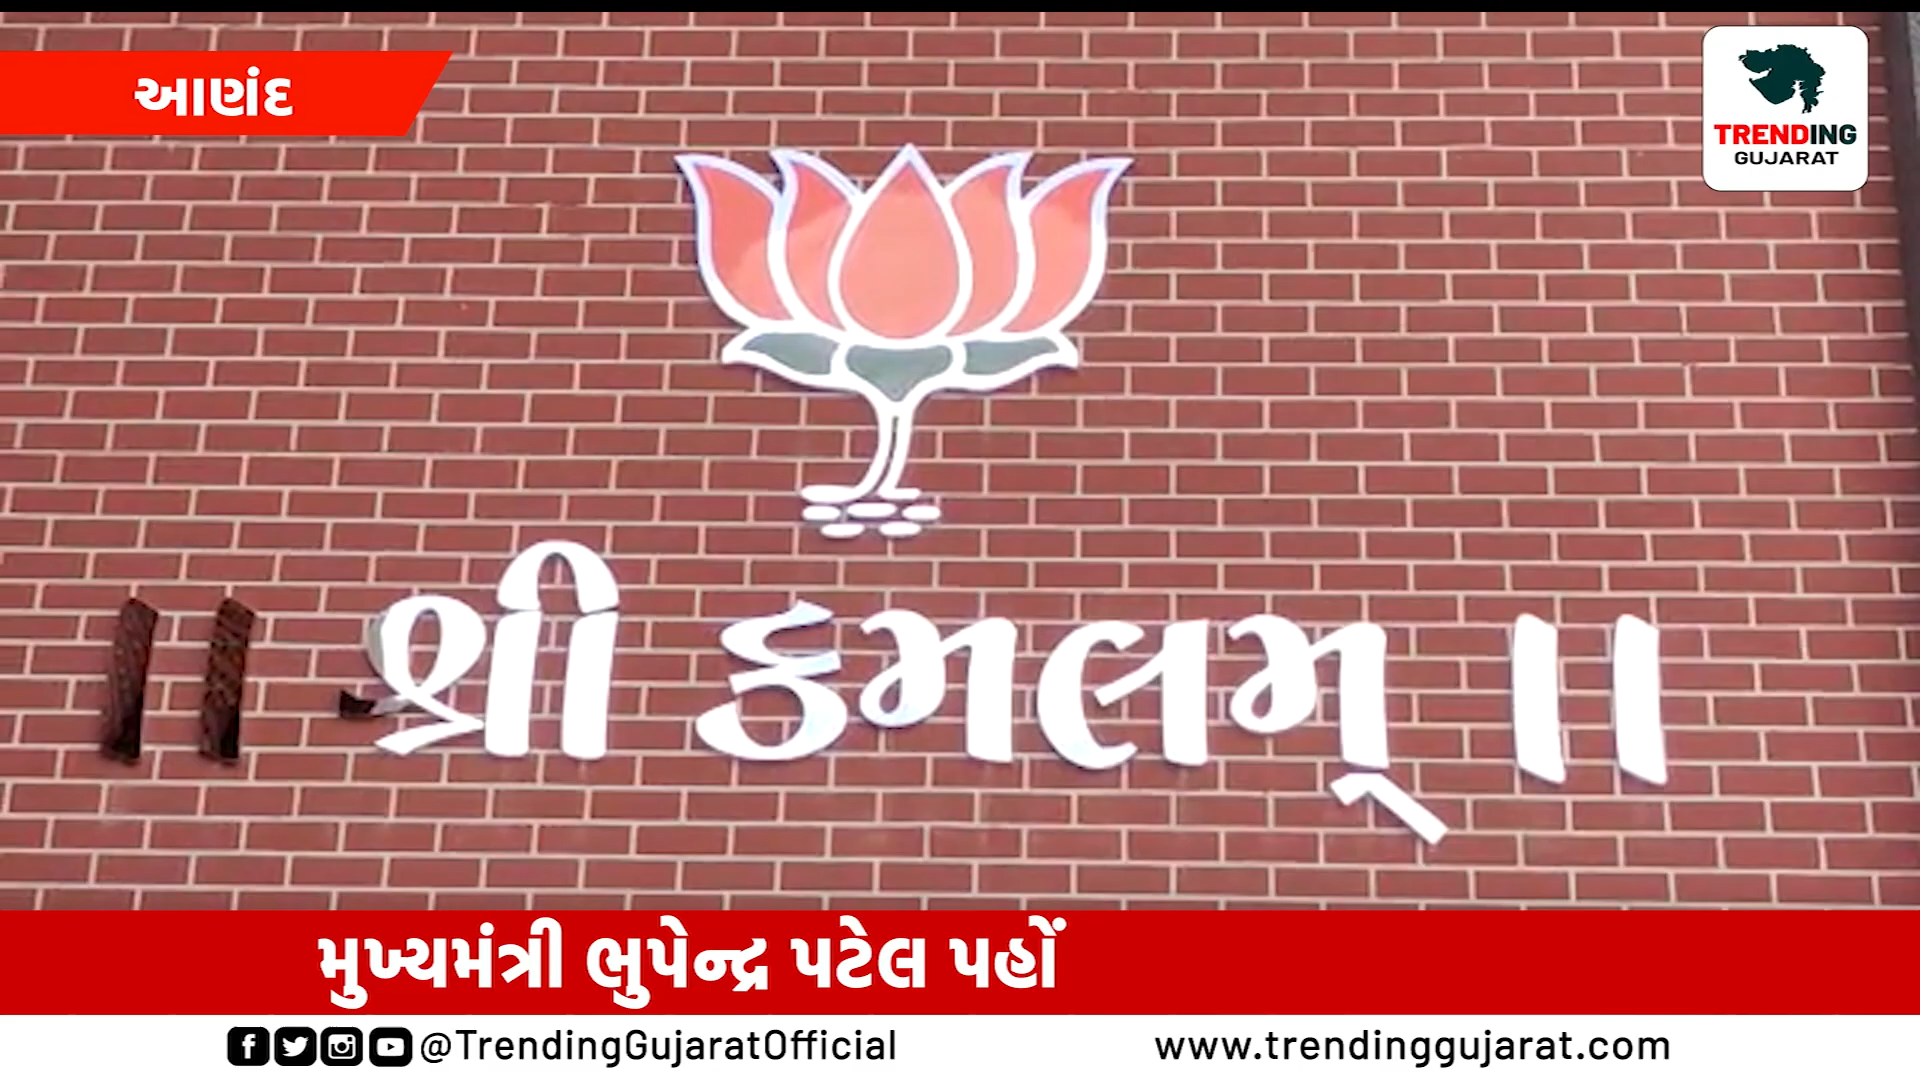 આણંદ
TRENDING
GUJARAT
॥ શ્રી કમલમ્ ॥
મુખ્યમંત્રી ભુપેન્દ્ર પટેલ પહોં
@TrendingGujaratOfficial
www.trendinggujarat.com